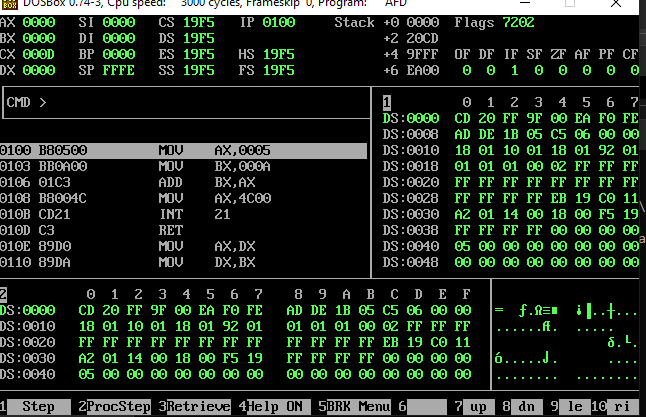 DOSBox 0.74-3, Cpu speed: 3000 cycles, Frameskip 0, Program: AFD
AX 0000 SI 0000 CS 19F5 IP 0100 Stack +0 0000 Flags 7202
BX 0000 DI 0000 DS 19F5 +2 20CD
CX 000D BP 0000 ES 19F5 HS 19F5 +4 9FFF OF DF IF SF ZF AF PF CF
DX 0000 SP FFFE SS 19F5 FS 19F5 +6 EA00 0 0 1 0 0 0 0 0
CMD >
1 0 1 2 3 4 5 6 7
DS:0000 CD 20 FF 9F 00 EA F0 FE
DS:0008 AD DE 1B 05 C5 06 00 00
0100 B80500 MOV AX,0005 DS:0010 18 01 10 01 18 01 92 01
0103 BB0A00 MOV BX,000A DS:0018 01 01 01 00 02 FF FF FF
0106 01C3 ADD BX,AX DS:0020 FF FF FF FF FF FF FF FF
0108 B8004C MOV AX,4C00 DS:0028 FF FF FF FF EB 19 C0 11
010B CD21 INT 21 DS:0030 A2 01 14 00 18 00 F5 19
010D C3 RET DS:0038 FF FF FF FF 00 00 00 00
010E 89D0 MOV AX,DX DS:0040 05 00 00 00 00 00 00 00
0110 89DA MOV DX,BX DS:0048 00 00 00 00 00 00 00 00
2 0 1 2 3 4 5 6 7 8 9 A B C D E F
DS:0000 CD 20 FF 9F 00 EA F0 FE AD DE 1B 05 C5 06 00 00
DS:0010 18 01 10 01 18 01 92 01 01 01 01 00 02 FF FF FF
DS:0020 FF FF FF FF FF FF FF FF FF FF FF FF EB 19 C0 11
DS:0030 A2 01 14 00 18 00 F5 19 FF FF FF FF 00 00 00 00
DS:0040 05 00 00 00 00 00 00 00 00 00 00 00 00 00 00 00
1 Step 2 ProcStep 3 Retrieve 4 Help ON 5 BRK Menu 6 7 up 8 dn 9 le 10 ri